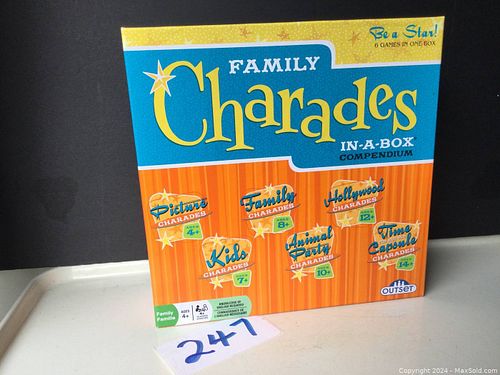 Be a Star!
6 GAMES IN ONE BOX
FAMILY
Charades
IN-A-BOX
COMPENDIUM
Picture
CHARADES
AGES
4+
Family
CHARADES
AGES
8+
Hollywood
CHARADES
AGES
12+
Kids
CHARADES
AGES
7+
Animal
Party
CHARADES
AGES
10+
Time
Capsule
CHARADES
AGES
14+
Family
Familia
AGES
4+
4+
OUTSET
247
Copyright 2024 - MaxSold.com